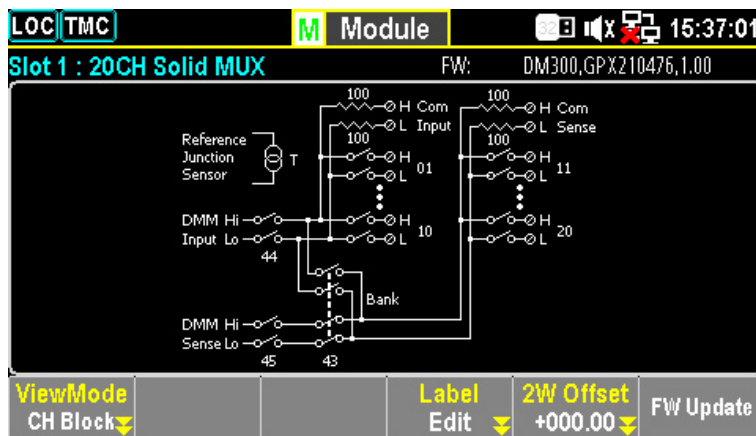 LOC TMC M Module 32 X 15:37:01
Slot 1 : 20CH Solid MUX FW: DM300,GPX210476,1.00
100 100
H Com H Com
L Input L Sense
100 100
Reference
Junction
Sensor
T
H H
01 11
L L
DMM Hi H H
Input Lo L 10 L 20
44
Bank
DMM Hi
Sense Lo
45 43
ViewMode Label 2W Offset FW Update
CH Block Edit +000.00